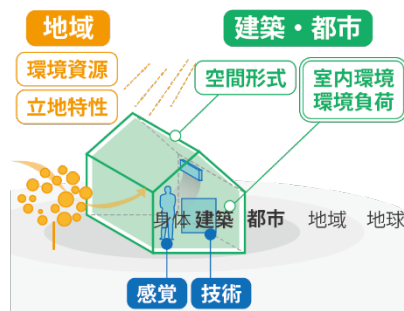 地域
建築・都市
環境資源
立地特性
空間形式
室内環境
環境負荷
身体 建築 都市 地域 地球
感覚
技術